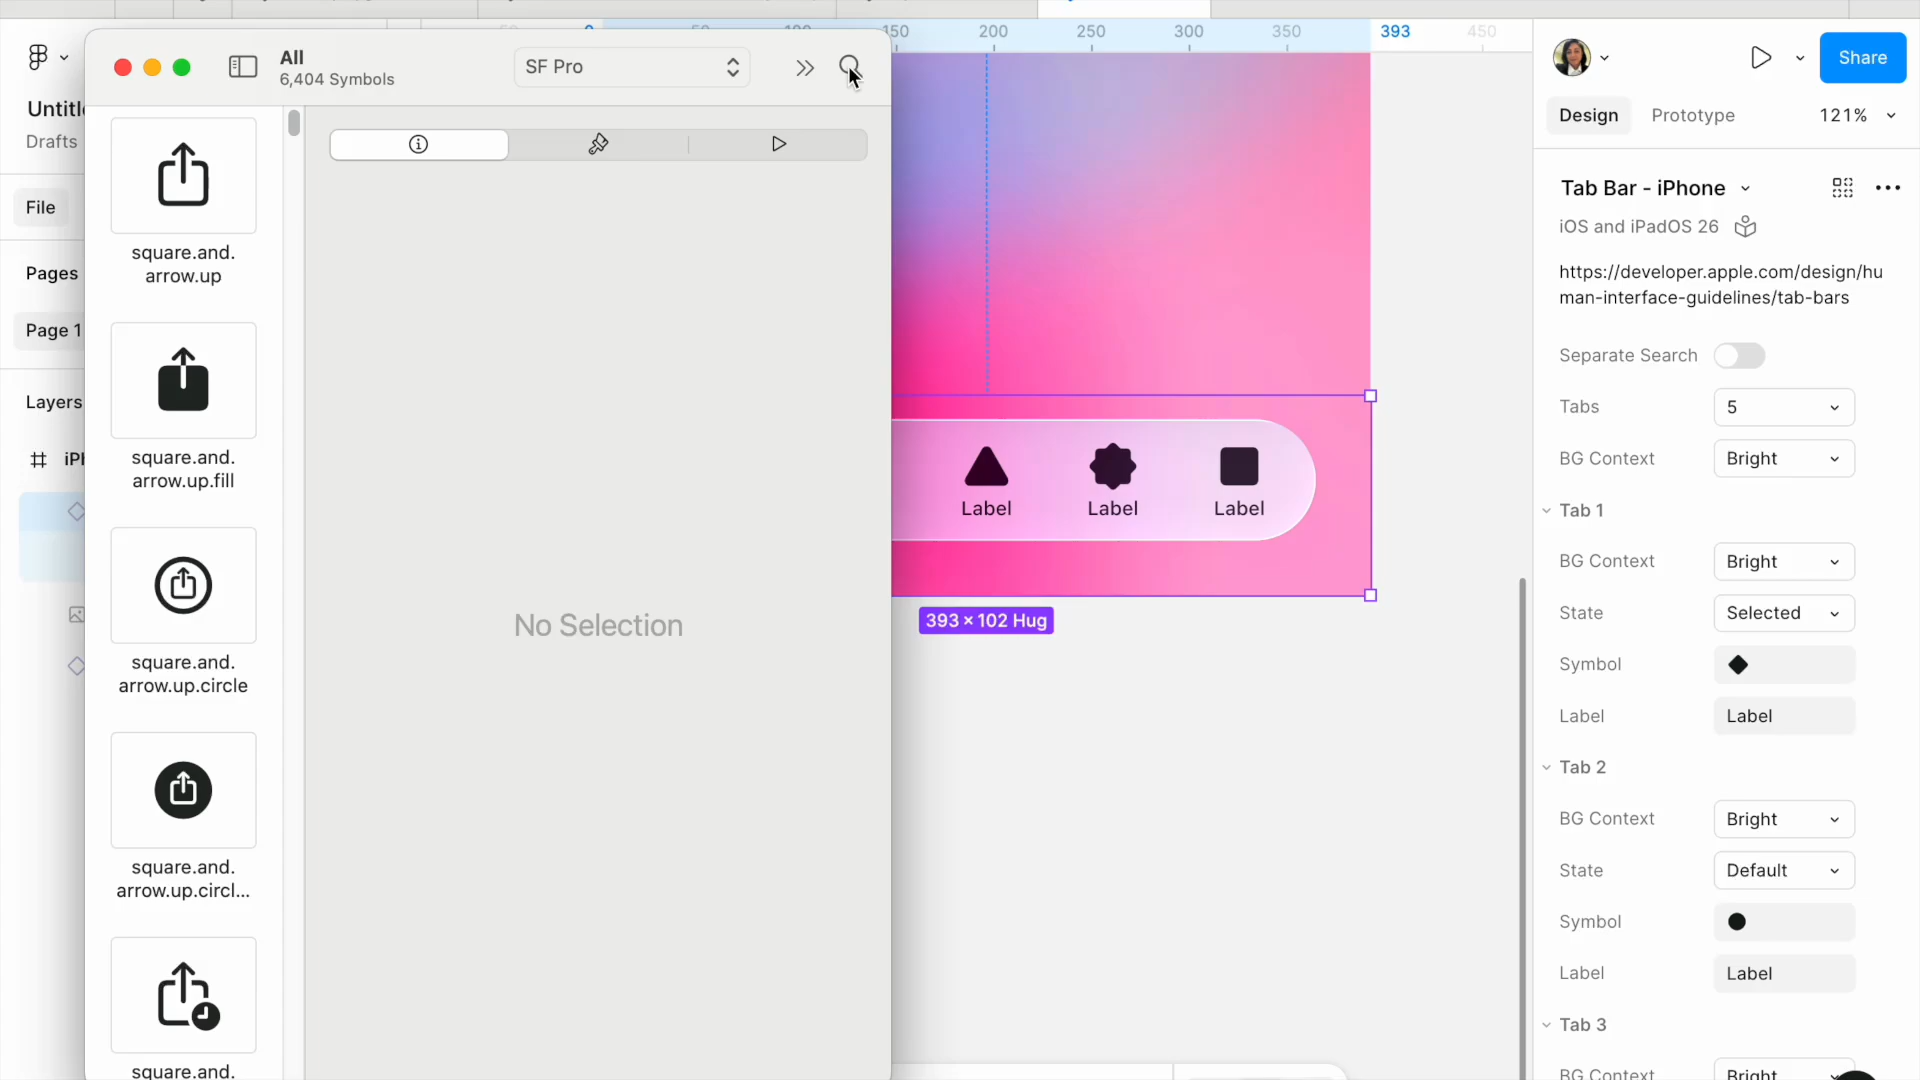 150
200
250
300
350
393
450
All
6,404 Symbols
SF Pro
Share
Untitl
Drafts
File
Pages
Page 1
Layers
iPh
square.and.
arrow.up
square.and.
arrow.up.fill
square.and.
arrow.up.circle
square.and.
arrow.up.circl...
square.and.
No Selection
Label
Label
Label
393 × 102 Hug
Design
Prototype
121%
Tab Bar - iPhone
iOS and iPadOS 26
https://developer.apple.com/design/hu
man-interface-guidelines/tab-bars
Separate Search
Tabs
5
BG Context
Bright
Tab 1
BG Context
Bright
State
Selected
Symbol
Label
Label
Tab 2
BG Context
Bright
State
Default
Symbol
Label
Label
Tab 3
BG Context
Bright